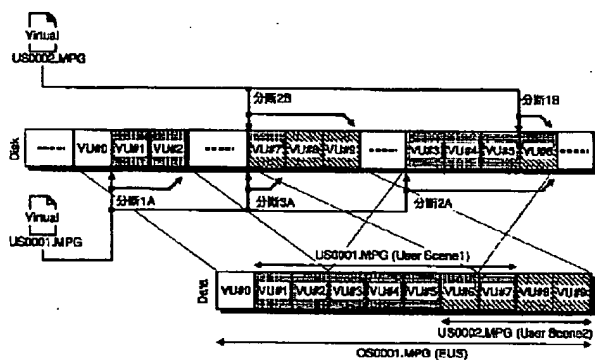 Virtual
US0002.MPG
分断2B
分断1B
Disk
VU#0
VU#1
VU#2
VU#7
VU#8
VU#9
VU#3
VU#4
VU#5
VU#6
Virtual
US0001.MPG
分断1A
分断3A
分断2A
US0001.MPG (User Scene1)
Data
VU#0
VU#1
VU#2
VU#3
VU#4
VU#5
VU#6
VU#7
VU#8
VU#9
US0002.MPG (User Scene2)
OS0001.MPG (EUS)